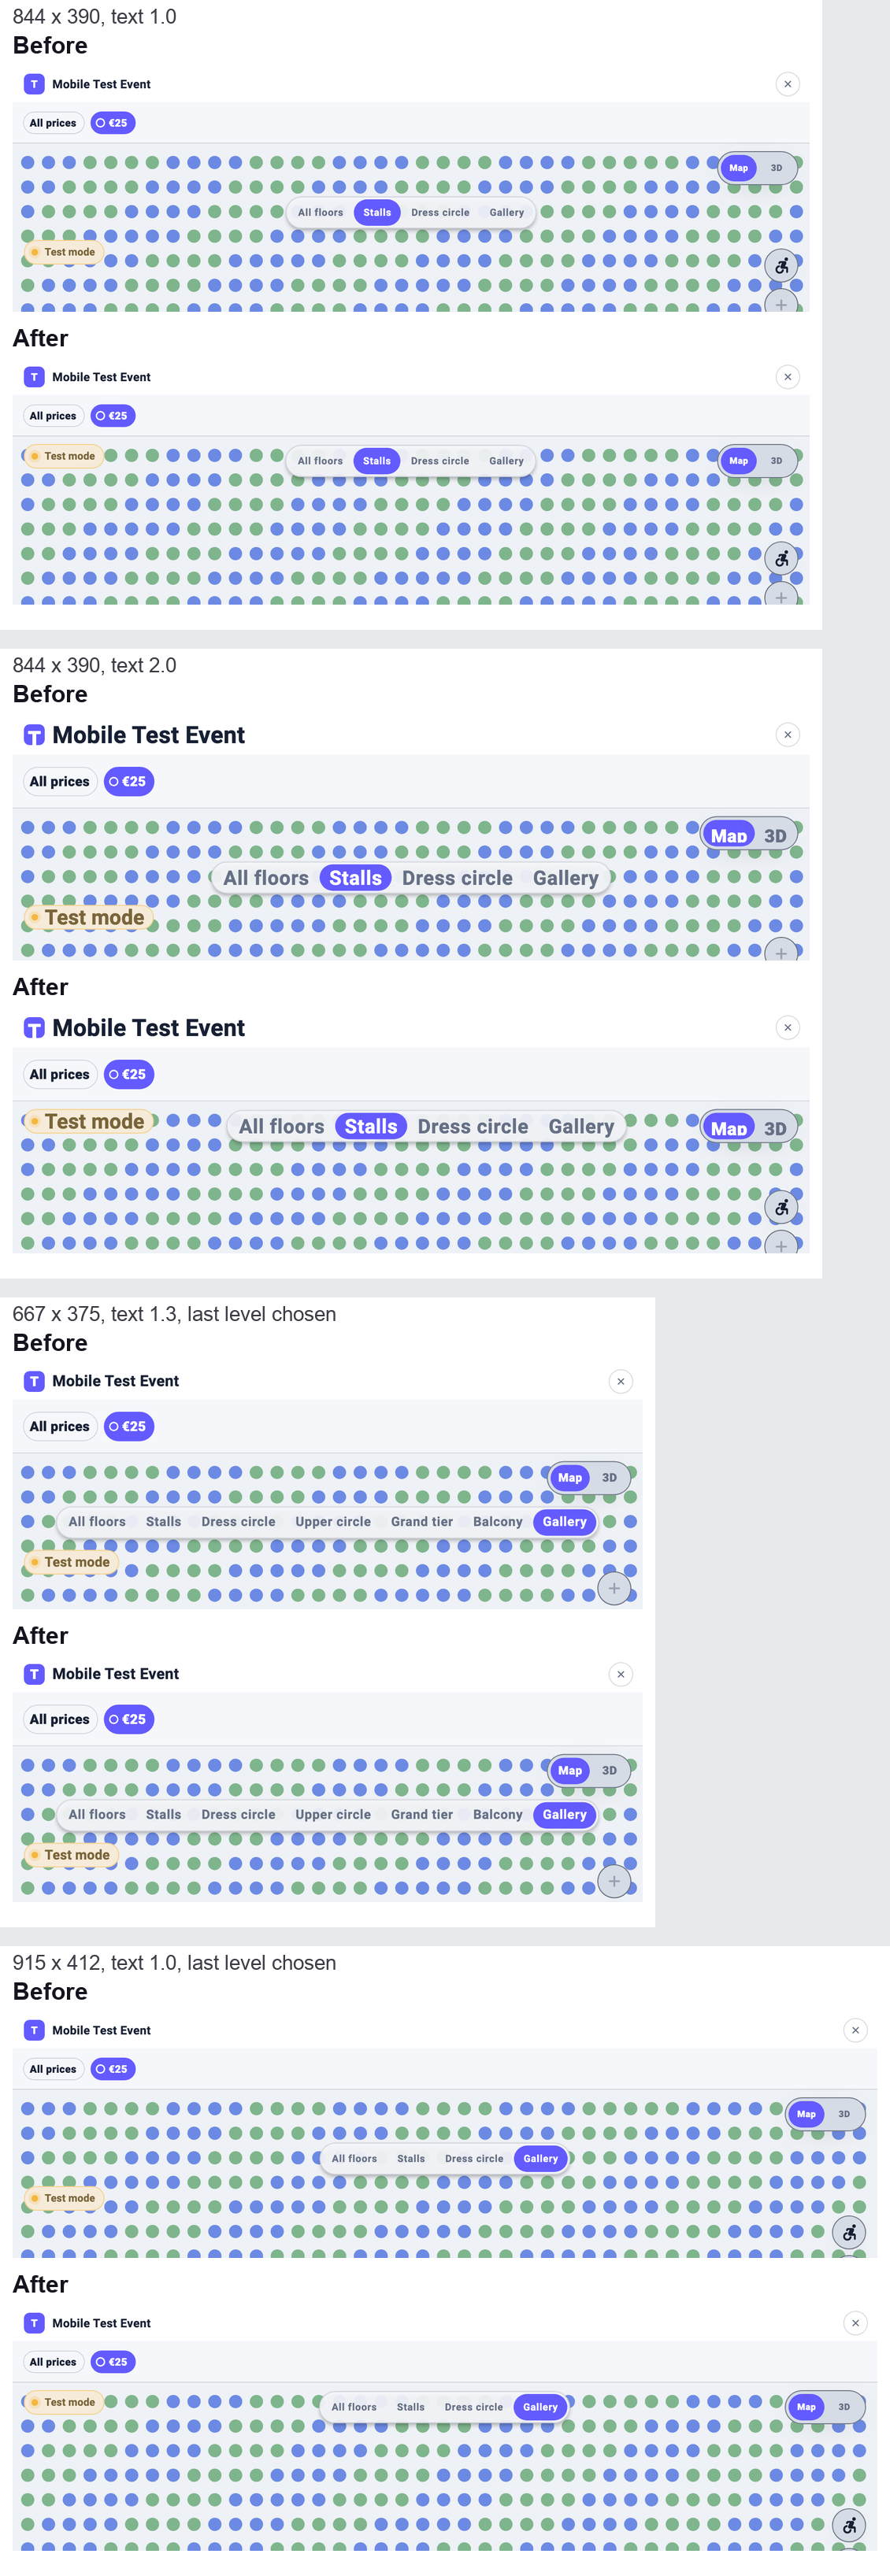 844 x 390, text 1.0
Before
T Mobile Test Event ×
All prices €25
Map 3D
All floors Stalls Dress circle Gallery
Test mode
+
After
T Mobile Test Event ×
All prices €25
Test mode All floors Stalls Dress circle Gallery Map 3D
+
844 x 390, text 2.0
Before
T Mobile Test Event ×
All prices €25
Map 3D
All floors Stalls Dress circle Gallery
Test mode
+
After
T Mobile Test Event ×
All prices €25
Test mode All floors Stalls Dress circle Gallery Map 3D
+
667 x 375, text 1.3, last level chosen
Before
T Mobile Test Event ×
All prices €25
Map 3D
All floors Stalls Dress circle Upper circle Grand tier Balcony Gallery
Test mode
+
After
T Mobile Test Event ×
All prices €25
Map 3D
All floors Stalls Dress circle Upper circle Grand tier Balcony Gallery
Test mode
+
915 x 412, text 1.0, last level chosen
Before
T Mobile Test Event ×
All prices €25
Map 3D
All floors Stalls Dress circle Gallery
Test mode
After
T Mobile Test Event ×
All prices €25
Test mode All floors Stalls Dress circle Gallery Map 3D